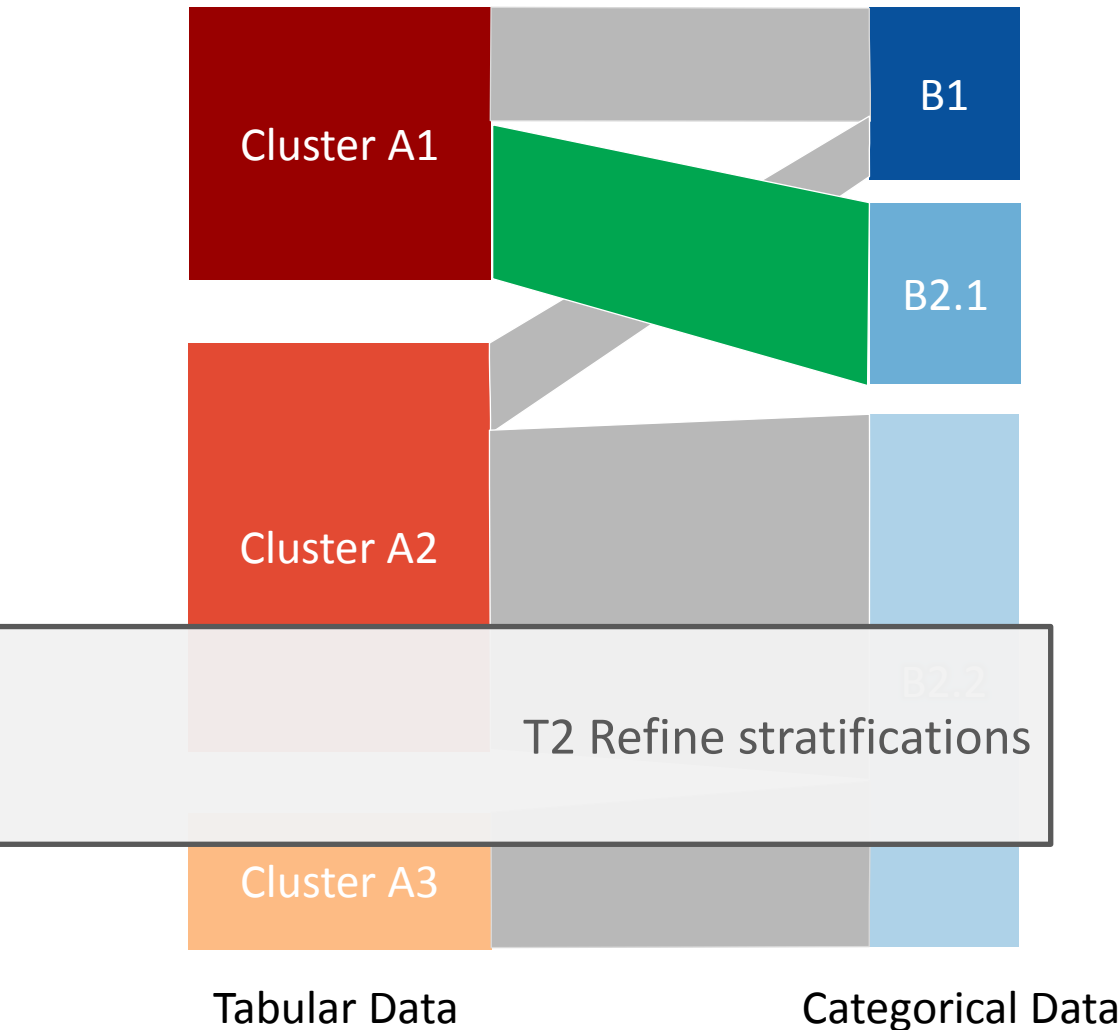 Cluster A1
B1
B2.1
Cluster A2
B2.2
T2 Refine stratifications
Cluster A3
Tabular Data
Categorical Data